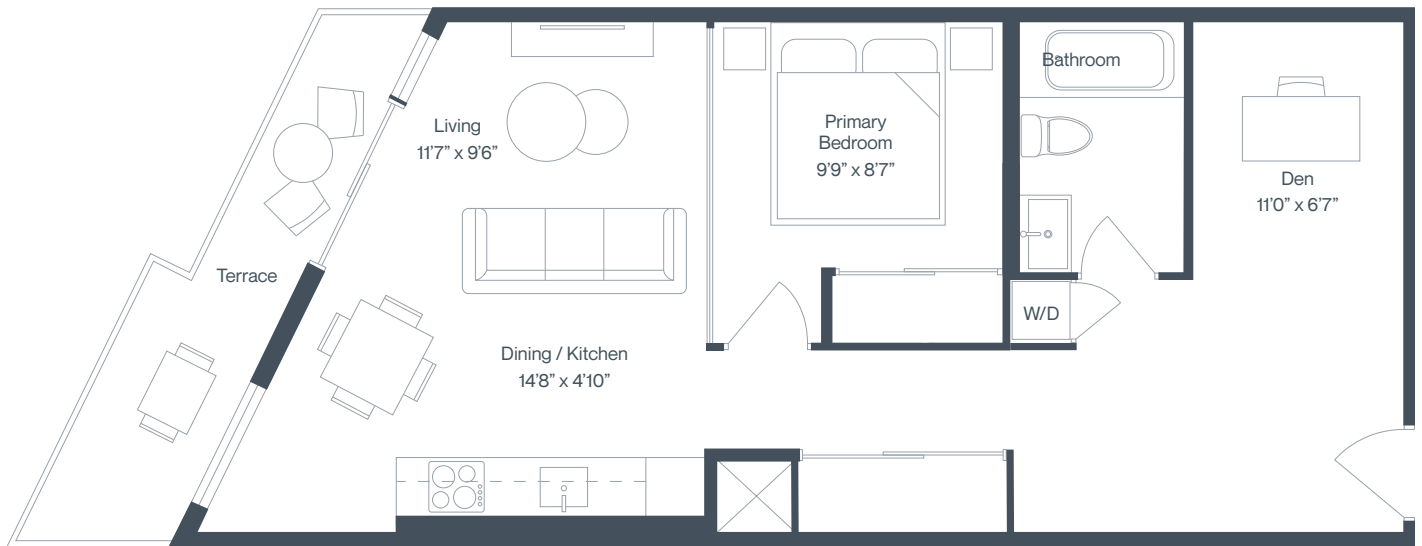 Living
11'7” x 9'6”
Primary
Bedroom
9'9” x 8'7”
Bathroom
Den
11'0” x 6'7”
Terrace
W/D
Dining / Kitchen
14'8” x 4'10”